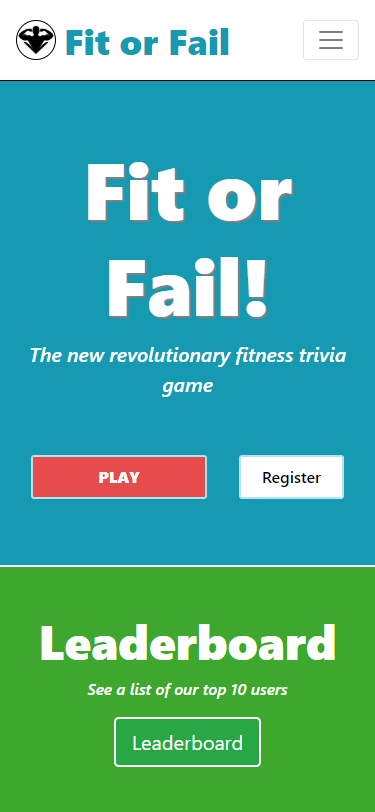 Fit or Fail
Fit or
Fail!
The new revolutionary fitness trivia
game
PLAY
Register
Leaderboard
See a list of our top 10 users
Leaderboard